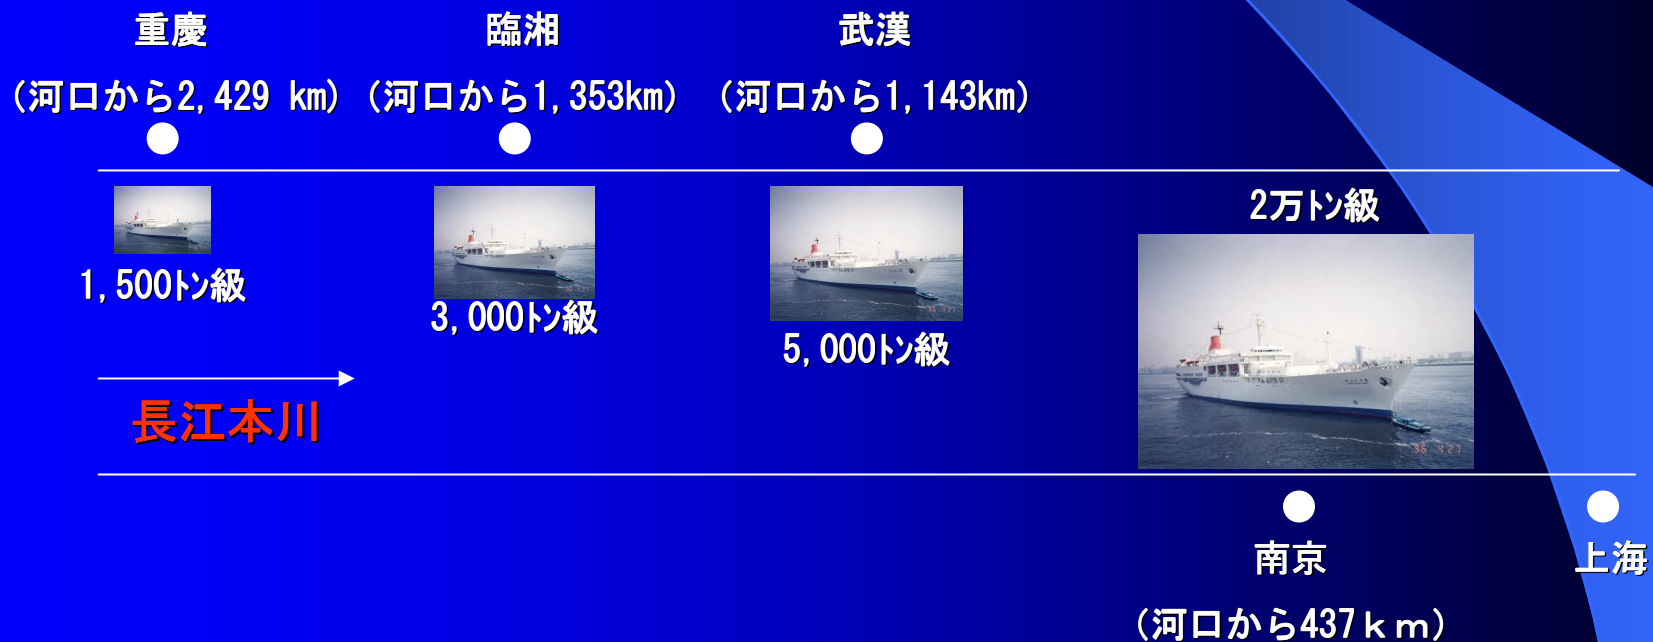 重慶 臨湘 武漢
(河口から2,429 km) (河口から1,353km) (河口から1,143km)
2万ﾄﾝ級
1,500ﾄﾝ級
3,000ﾄﾝ級
5,000ﾄﾝ級
長江本川
南京 上海
(河口から437ｋｍ)